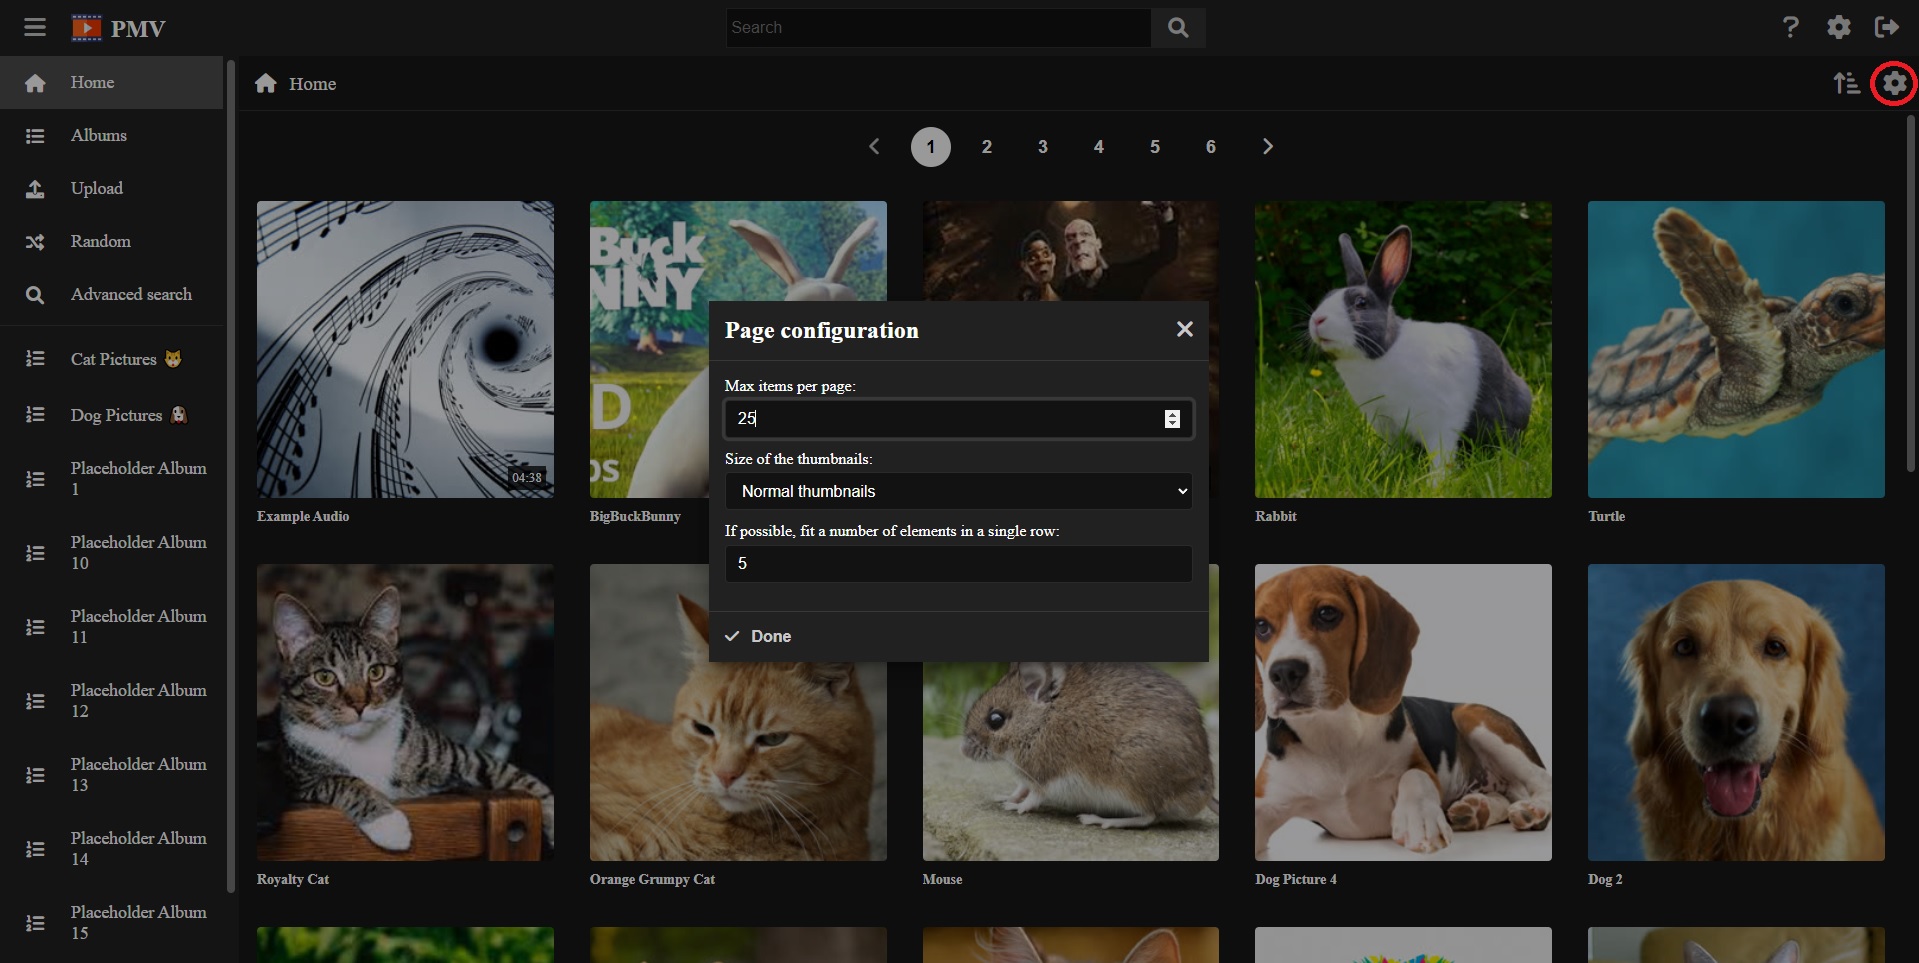 PMV
Search
Home
Albums
Upload
Random
Advanced search
Cat Pictures 🐱
Dog Pictures 🐶
Placeholder Album
1
Placeholder Album
10
Placeholder Album
11
Placeholder Album
12
Placeholder Album
13
Placeholder Album
14
Placeholder Album
15
Home
1 2 3 4 5 6
04:38
Example Audio
Buck
NNY
D
os
BigBuckBunny
Rabbit
Turtle
Page configuration
Max items per page:
25
Size of the thumbnails:
Normal thumbnails
If possible, fit a number of elements in a single row:
5
Done
Royalty Cat
Orange Grumpy Cat
Mouse
Dog Picture 4
Dog 2